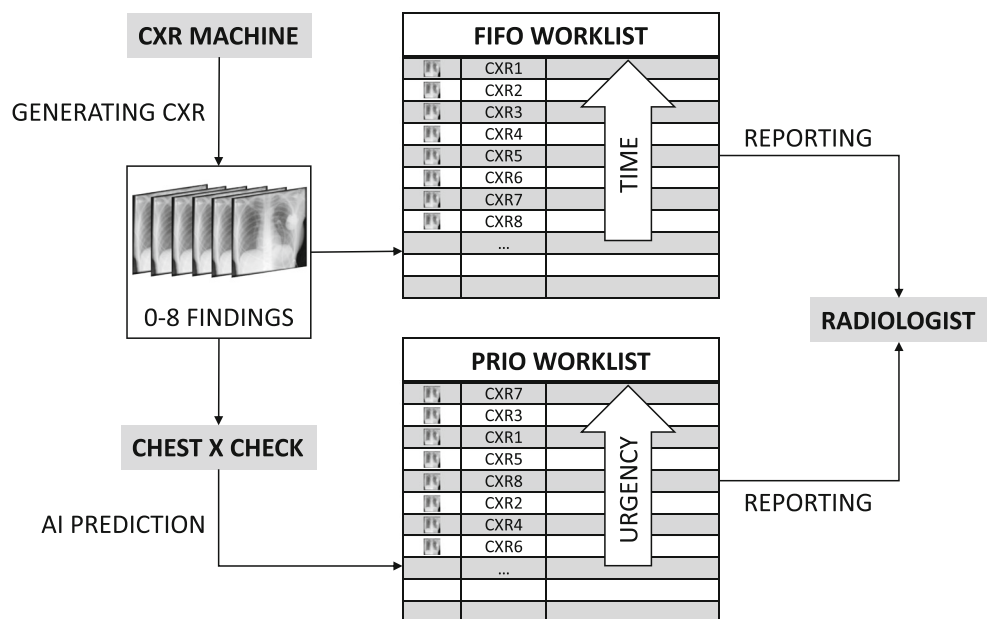 CXR MACHINE
GENERATING CXR
0-8 FINDINGS
CHEST X CHECK
AI PREDICTION
FIFO WORKLIST
CXR1
CXR2
CXR3
CXR4
CXR5
CXR6
CXR7
CXR8
...
TIME
REPORTING
RADIOLOGIST
PRIO WORKLIST
CXR7
CXR3
CXR1
CXR5
CXR8
CXR2
CXR4
CXR6
...
URGENCY
REPORTING